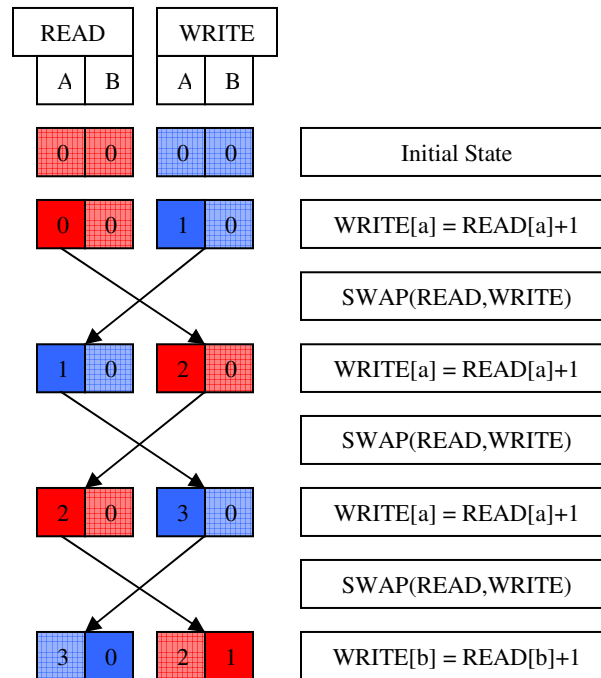 READ WRITE
A B A B
0 0 0 0 Initial State
0 0 1 0 WRITE[a] = READ[a]+1
SWAP(READ,WRITE)
1 0 2 0 WRITE[a] = READ[a]+1
SWAP(READ,WRITE)
2 0 3 0 WRITE[a] = READ[a]+1
SWAP(READ,WRITE)
3 0 2 1 WRITE[b] = READ[b]+1